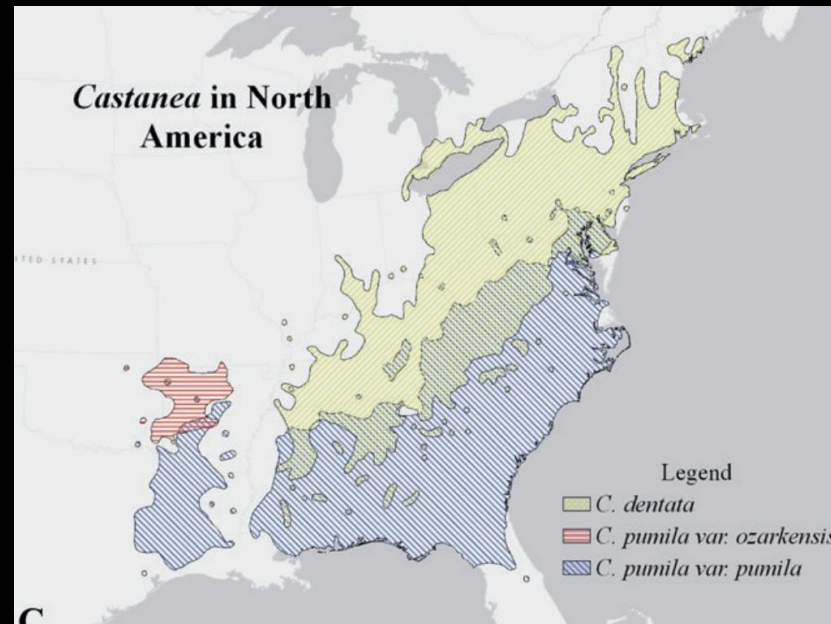 Castanea in North
America
ITED STATES
Legend
C. dentata
C. pumila var. ozarkensis
C. pumila var. pumila
C